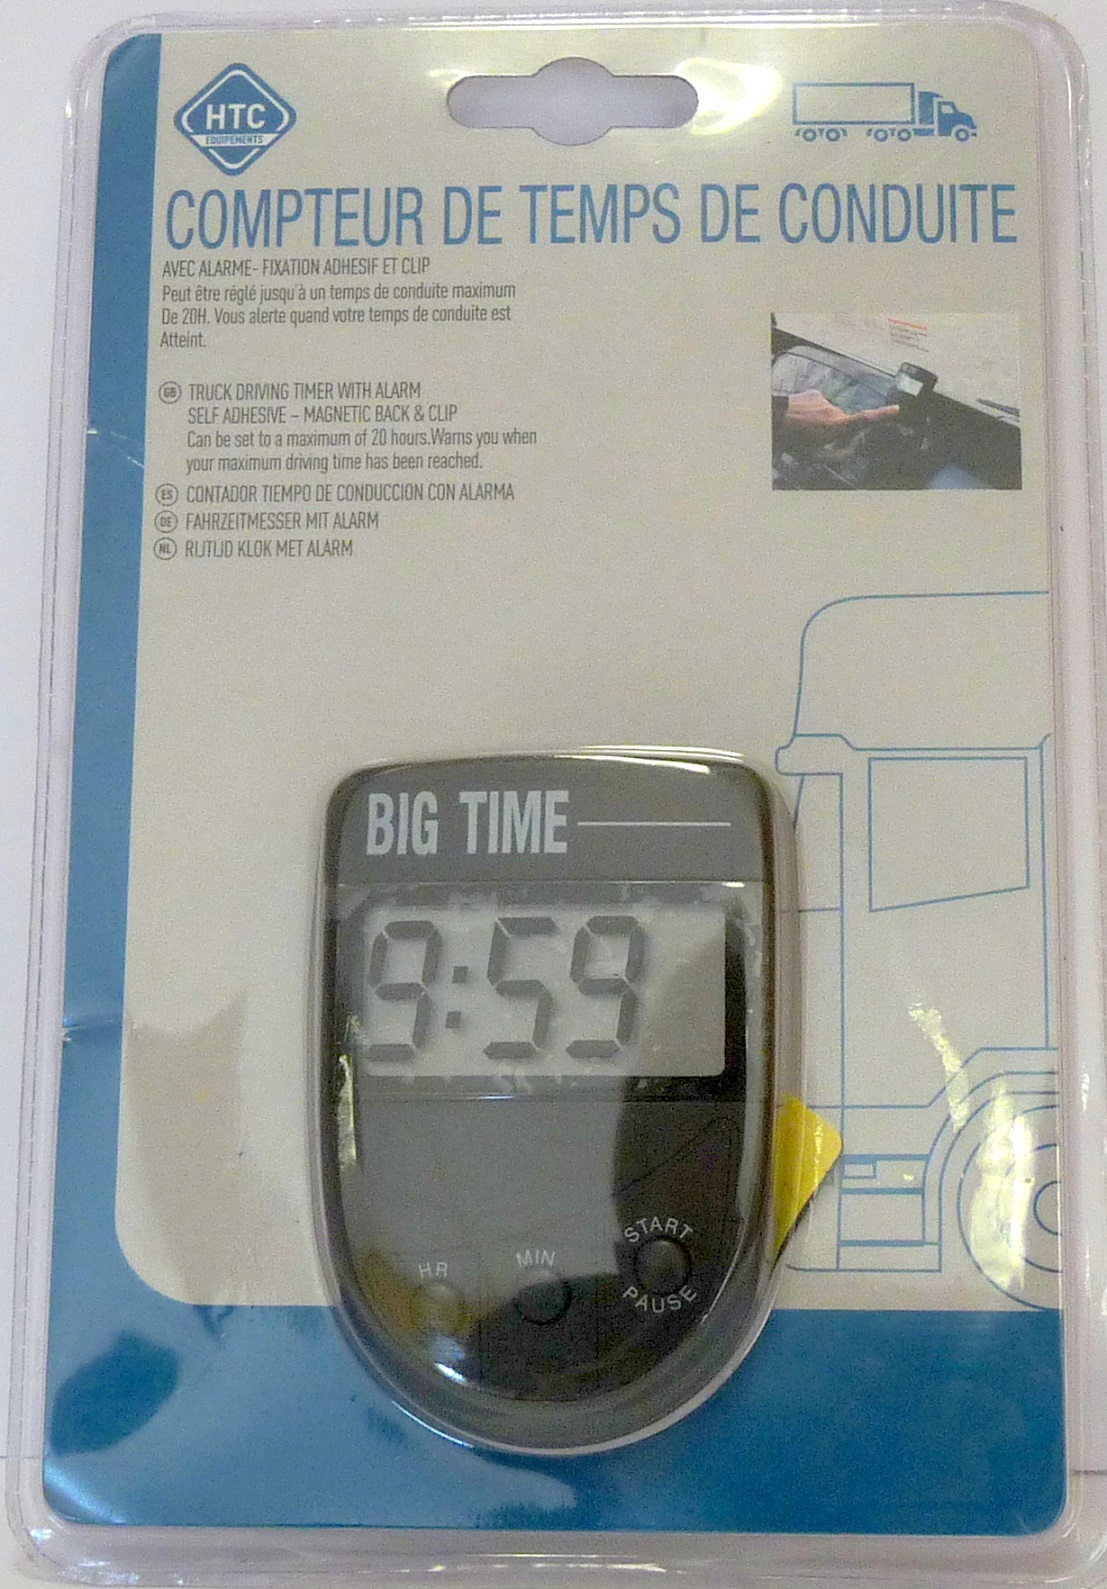 HTC
EQUIPEMENTS
COMPTEUR DE TEMPS DE CONDUITE
AVEC ALARME- FIXATION ADHESIF ET CLIP
Peut être réglé jusqu'à un temps de conduite maximum
De 20H. Vous alerte quand votre temps de conduite est
Atteint.
GB TRUCK DRIVING TIMER WITH ALARM
SELF ADHESIVE – MAGNETIC BACK & CLIP
Can be set to a maximum of 20 hours.Warns you when
your maximum driving time has been reached.
ES CONTADOR TIEMPO DE CONDUCCION CON ALARMA
DE FAHRZEITMESSER MIT ALARM
NL RIJTIJD KLOK MET ALARM
BIG TIME
9:59
HR MIN START
PAUSE